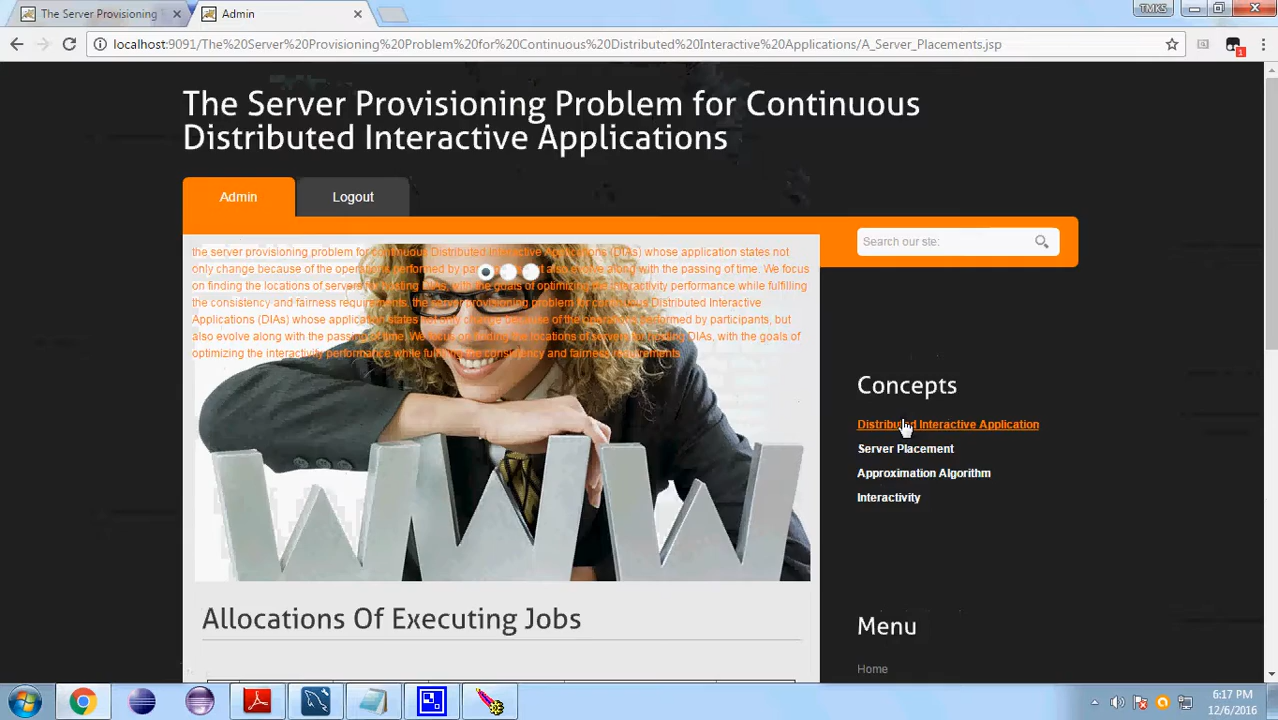 The Server Provisioning
Admin
TMKS
localhost:9091/The%20Server%20Provisioning%20Problem%20for%20Continuous%20Distributed%20Interactive%20Applications/A_Server_Placements.jsp
1
The Server Provisioning Problem for Continuous
Distributed Interactive Applications
Admin
Logout
Search our site:
the server provisioning problem for continuous Distributed Interactive Applications (DIAs) whose application states not
only change because of the operations performed by participants, but also evolve along with the passing of time. We focus
on finding the locations of servers for hosting DIAs, with the goals of optimizing the interactivity performance while fulfilling
the consistency and fairness requirements. the server provisioning problem for continuous Distributed Interactive
Applications (DIAs) whose application states not only change because of the operations performed by participants, but
also evolve along with the passing of time. We focus on finding the locations of servers for hosting DIAs, with the goals of
optimizing the interactivity performance while fulfilling the consistency and fairness requirements.
Concepts
Distributed Interactive Application
Server Placement
Approximation Algorithm
Interactivity
WWW
Allocations Of Executing Jobs
Menu
Home
6:17 PM
12/6/2016